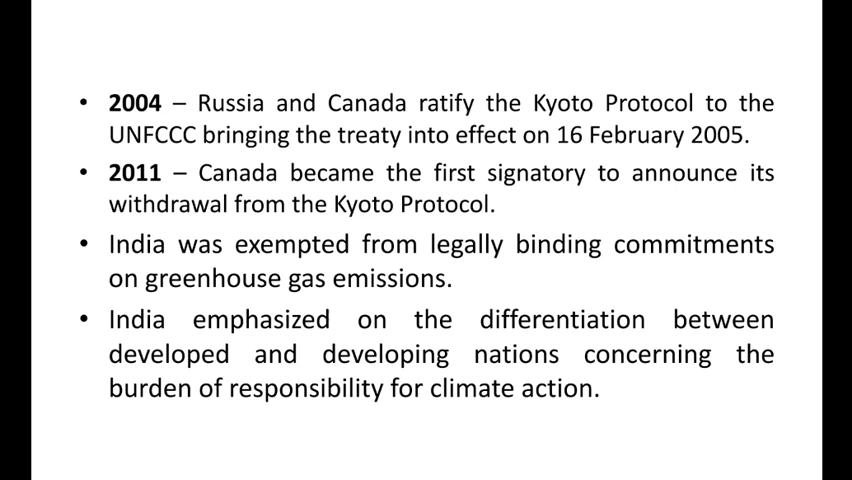 • 2004 – Russia and Canada ratify the Kyoto Protocol to the
UNFCCC bringing the treaty into effect on 16 February 2005.
• 2011 – Canada became the first signatory to announce its
withdrawal from the Kyoto Protocol.
• India was exempted from legally binding commitments
on greenhouse gas emissions.
• India emphasized on the differentiation between
developed and developing nations concerning the
burden of responsibility for climate action.